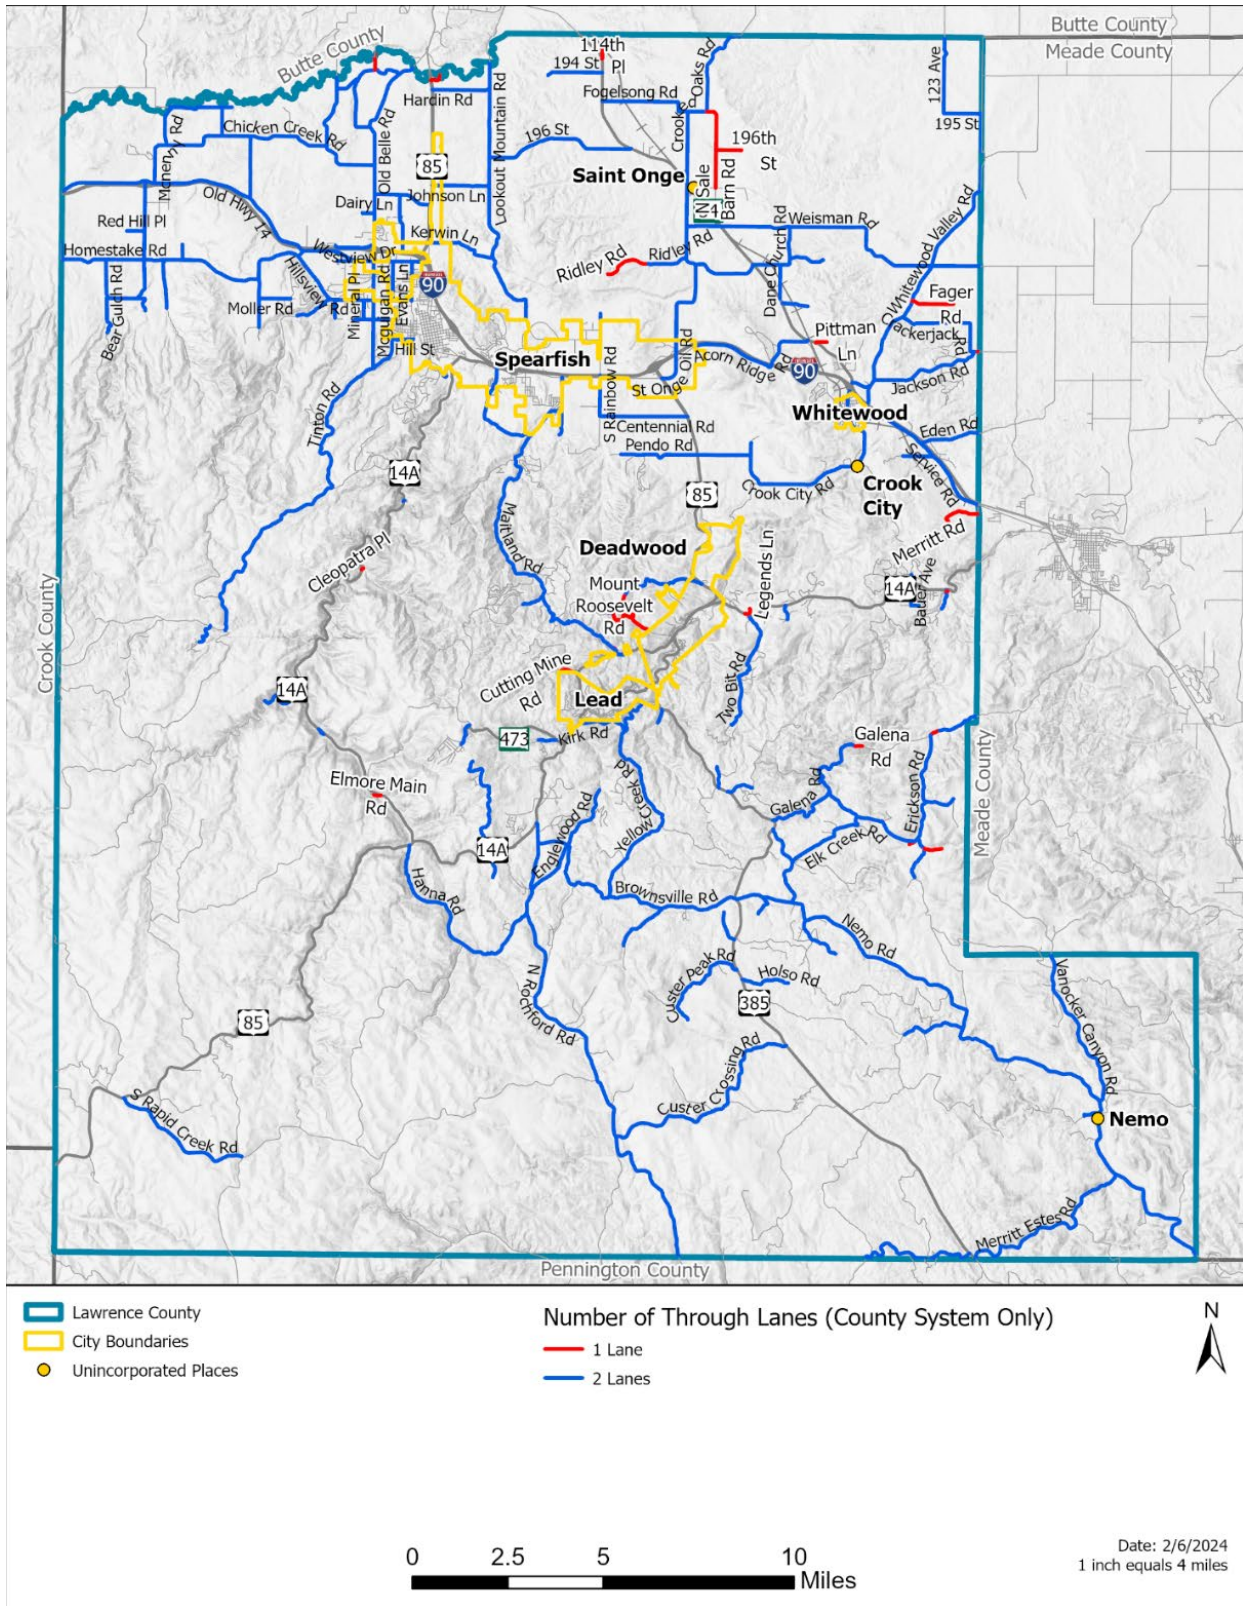 Butte County
Meade County
Butte County
114th
Pl
194 St
Oaks Rd
123 Ave
Hardin Rd
Fogelsong Rd
Crooked
195 St
Mcnenny Rd
Chicken Creek Rd
Old Belle Rd
Lookout Mountain Rd
196 St
196th
St
85
Saint Onge
N Sale
Barn Rd
Johnson Ln
Old Hwy 14
Dairy Ln
Red Hill Pl
Weisman Rd
Kerwin Ln
Homestake Rd
Westview Dr
Ridley Rd
Ridley Rd
Dane Church Rd
O Whitewood Valley Rd
Hillsview Rd
90
Fager
Rd
Bear Gulch Rd
Moller Rd
Mineral Pl
Mcguigan Rd
Evans Ln
Pittman
Ln
ackerjack
Rd
Hill St
Spearfish
S Rainbow Rd
St Onge
Oil Rd
Acorn Ridge Rd
90
Jackson Rd
Tinton Rd
Whitewood
Centennial Rd
Eden Rd
Pendo Rd
14A
85
Crook City Rd
Crook
City
Service Rd
Maitland Rd
Deadwood
Legends Ln
Merritt Rd
Cleopatra Pl
Mount
Roosevelt
Rd
14A
Bauer Ave
Crook County
Cutting Mine
Rd
14A
Lead
Two Bit Rd
473
Kirk Rd
Galena
Rd
Meade County
Elmore Main
Rd
Yellow Creek Rd
Galena Rd
Erickson Rd
Englewood Rd
14A
Elk Creek Rd
Hanna Rd
Brownsville Rd
Nemo Rd
N Rochford Rd
Custer Peak Rd
Holso Rd
Vanocker Canyon Rd
385
85
Custer Crossing Rd
S Rapid Creek Rd
Nemo
Merritt Estes Rd
Pennington County
Lawrence County
City Boundaries
Unincorporated Places
Number of Through Lanes (County System Only)
1 Lane
2 Lanes
N
0 2.5 5 10
Miles
Date: 2/6/2024
1 inch equals 4 miles